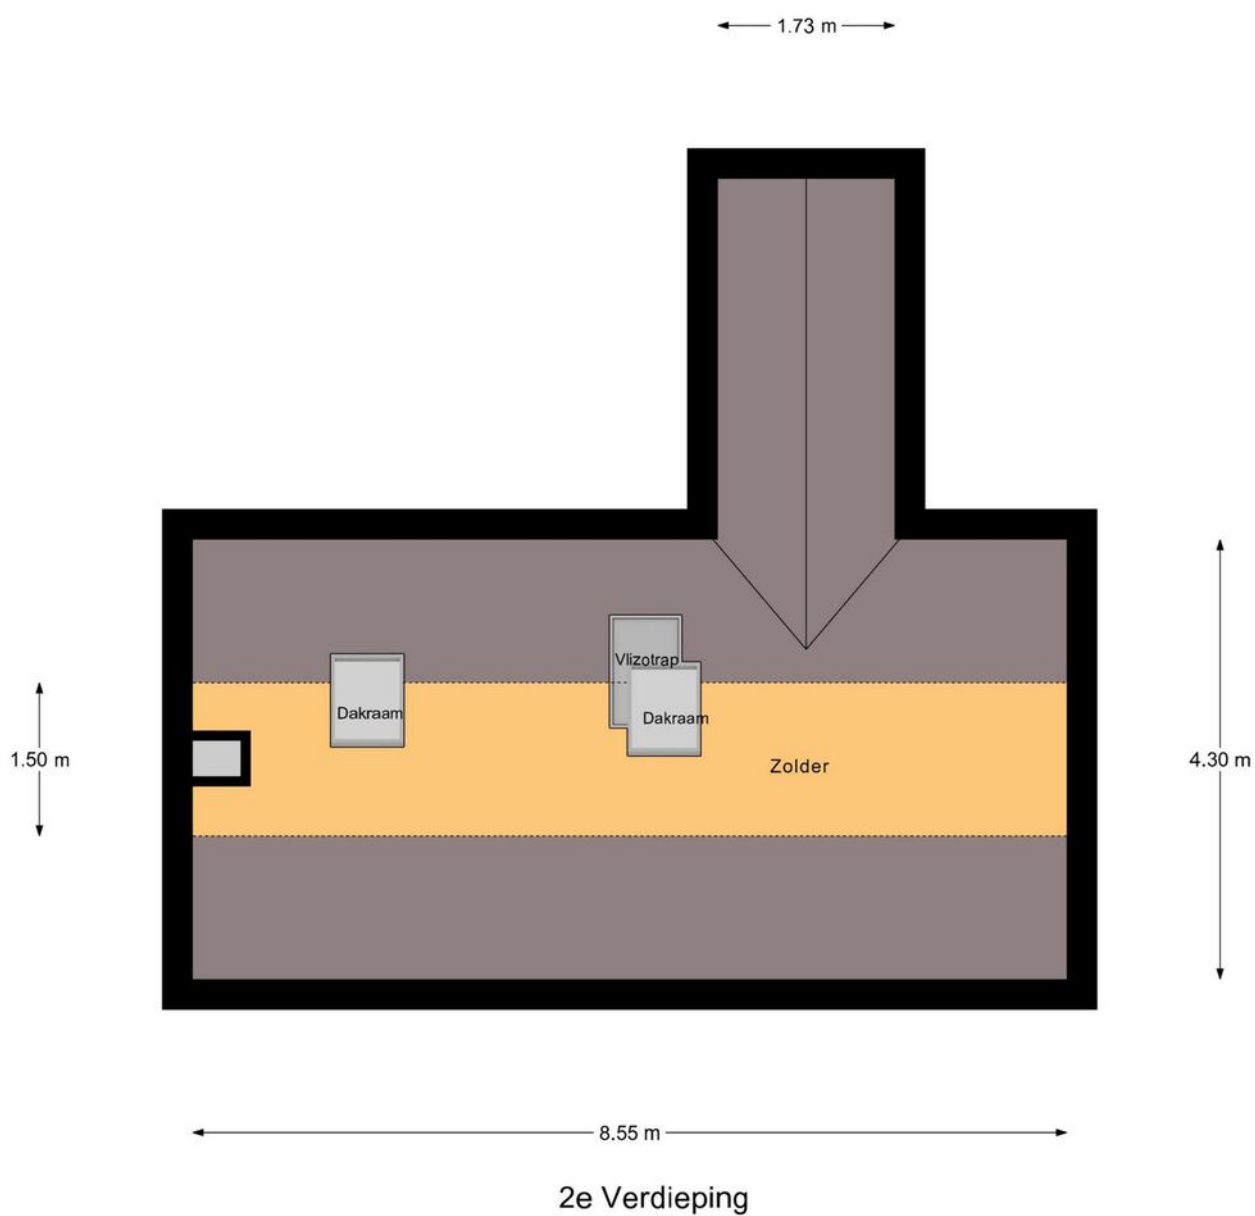 1.73 m
Vlizotrap
Dakraam
Dakraam
1.50 m
Zolder
4.30 m
8.55 m
2e Verdieping